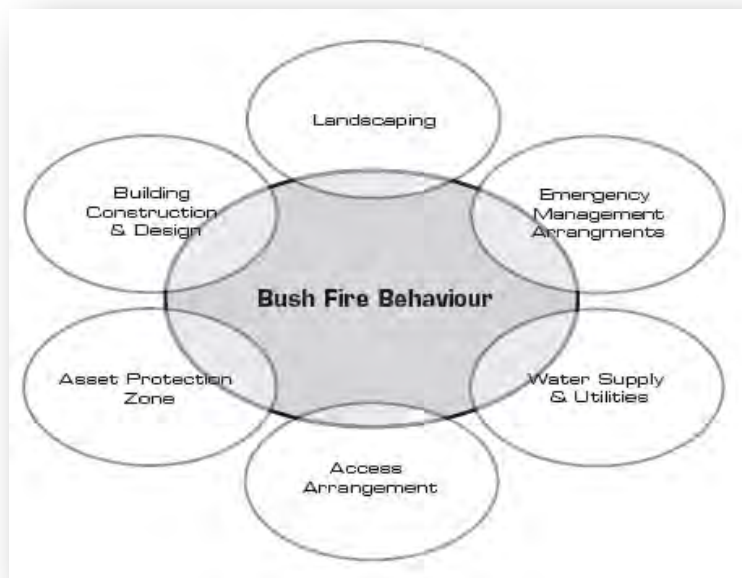 Landscaping
Building
Construction
& Design
Emergency
Management
Arrangments
Bush Fire Behaviour
Asset Protection
Zone
Water Supply
& Utilities
Access
Arrangement